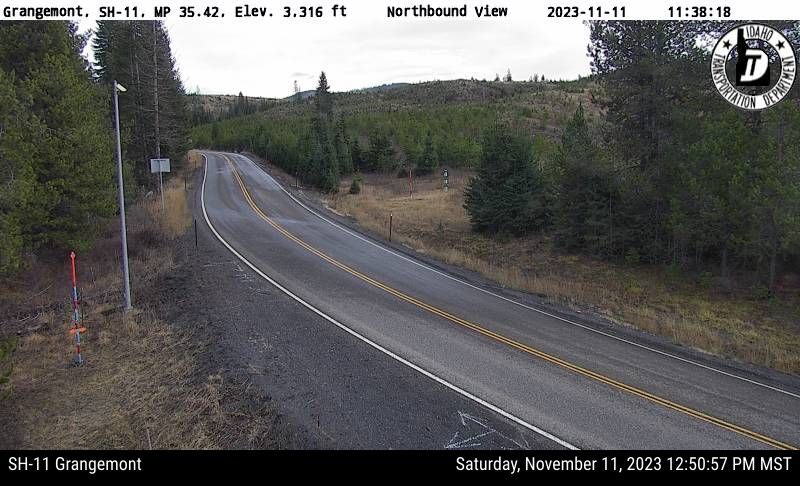 Grangemont, SH-11, MP 35.42, Elev. 3,316 ft Northbound View 2023-11-11 11:38:18
IDAHO
TRANSPORTATION DEPARTMENT
SH-11 Grangemont Saturday, November 11, 2023 12:50:57 PM MST